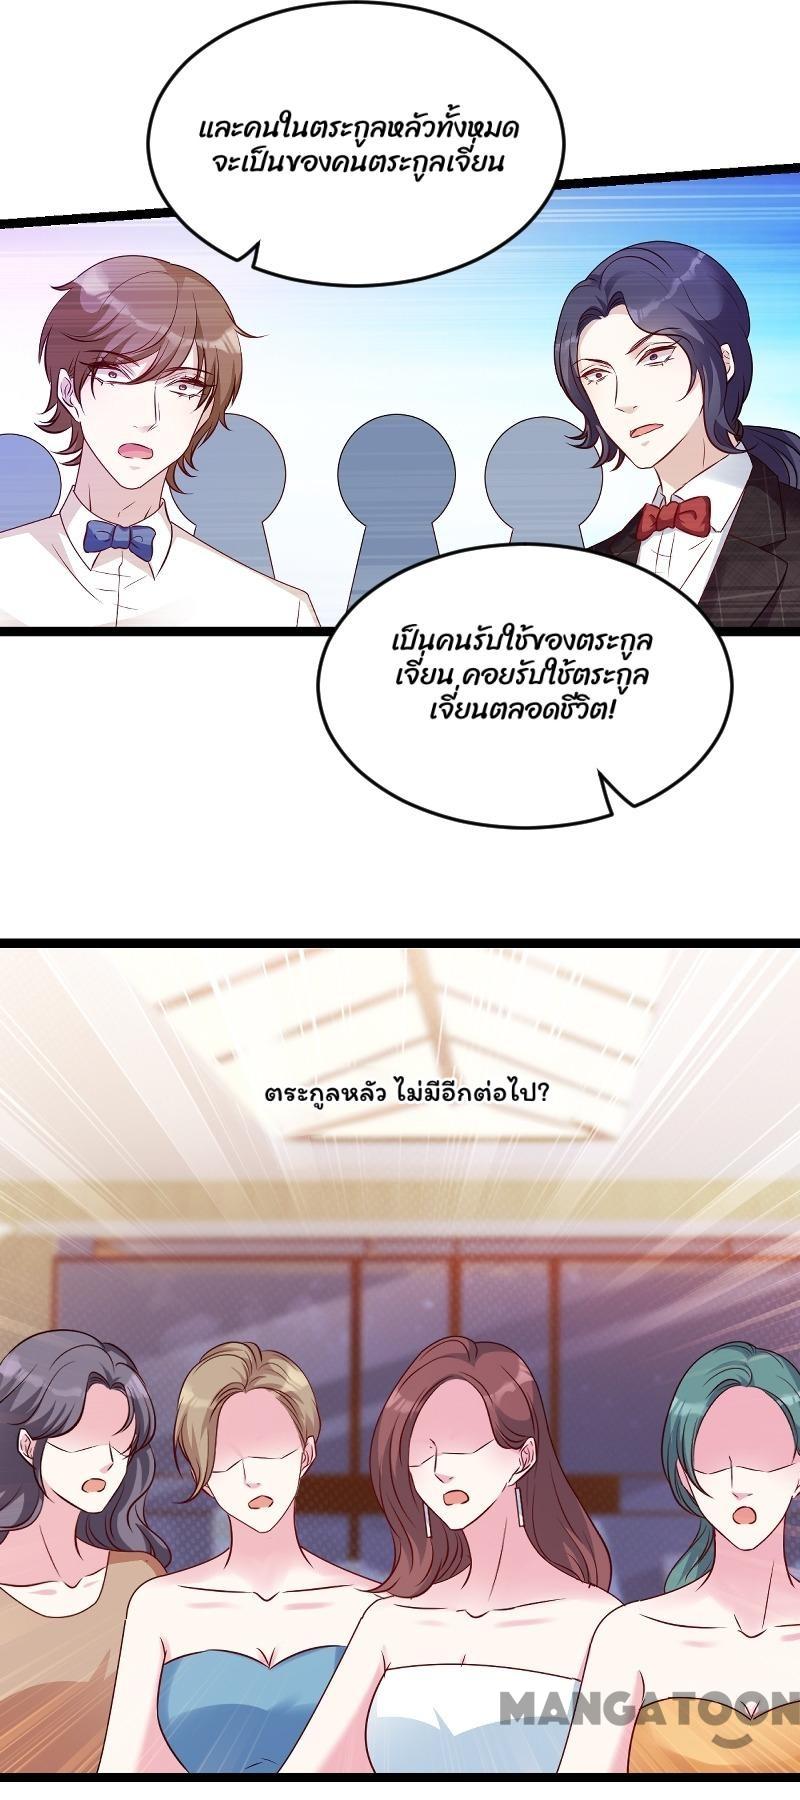 และคนในตระกูลหลัวทั้งหมด
จะเป็นของคนตระกูลเจี่ยน
เป็นคนรับใช้ของตระกูล
เจี่ยน คอยรับใช้ตระกูล
เจี่ยนตลอดชีวิต!
ตระกูลหลัว ไม่มีอีกต่อไป?
MANGATOON